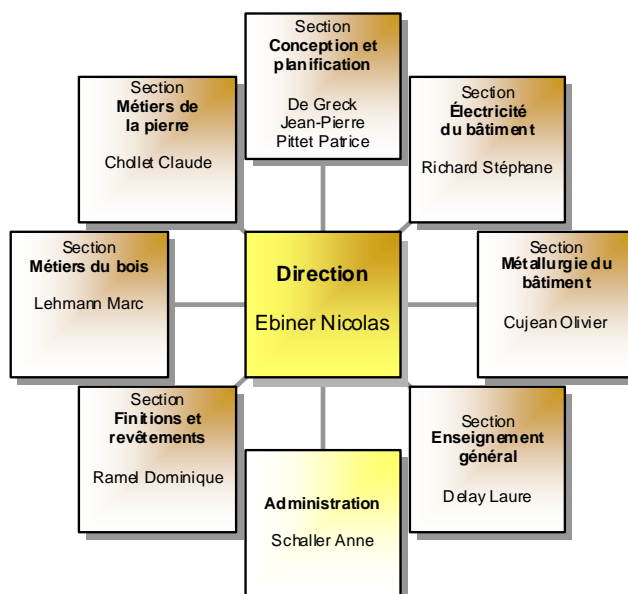 Section
Conception et
planification
De Greck
Jean-Pierre
Pittet Patrice
Section
Métiers de
la pierre
Chollet Claude
Section
Électricité
du bâtiment
Richard Stéphane
Section
Métiers du bois
Lehmann Marc
Direction
Ebiner Nicolas
Section
Métallurgie du
bâtiment
Cujean Olivier
Section
Finitions et
revêtements
Ramel Dominique
Administration
Schaller Anne
Section
Enseignement
général
Delay Laure